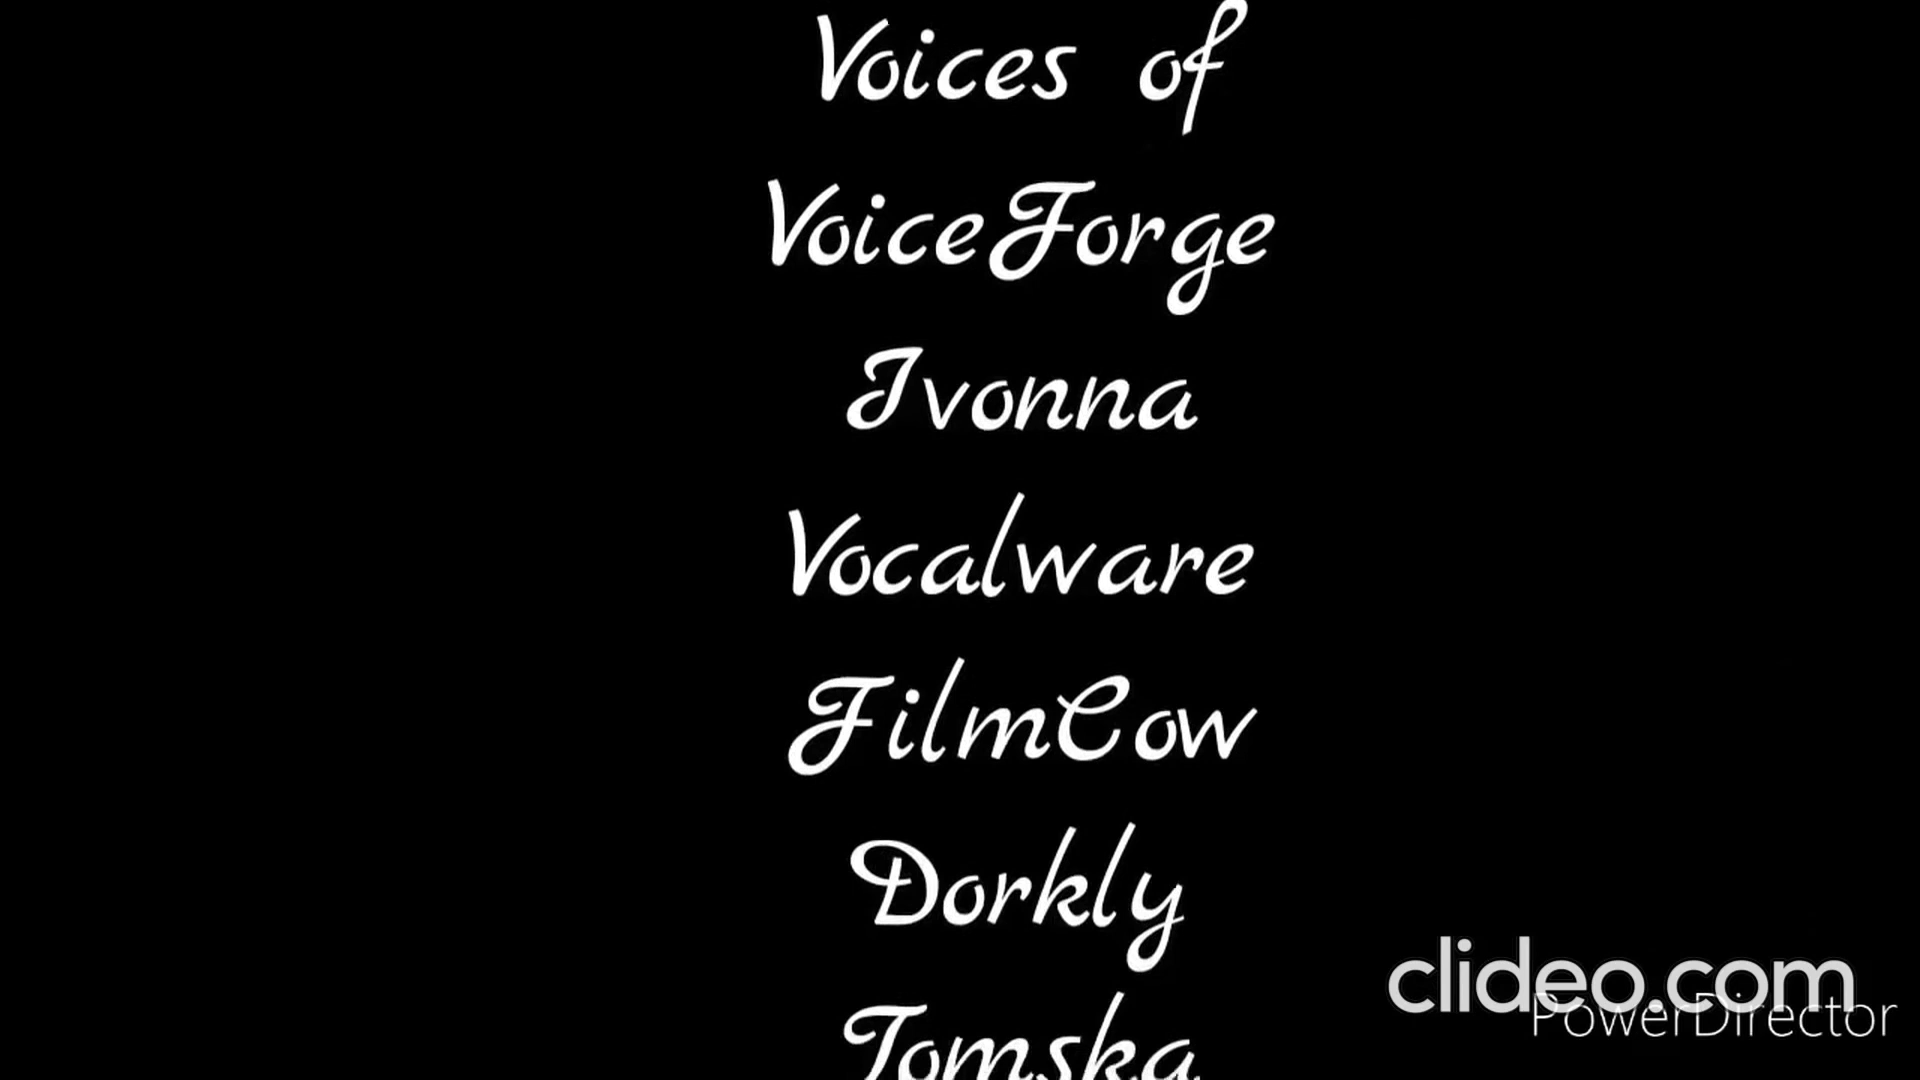 Voices of
VoiceForge
Ivonna
Vocalware
FilmCow
Dorkly
Tomska
clideo.com
PowerDirector